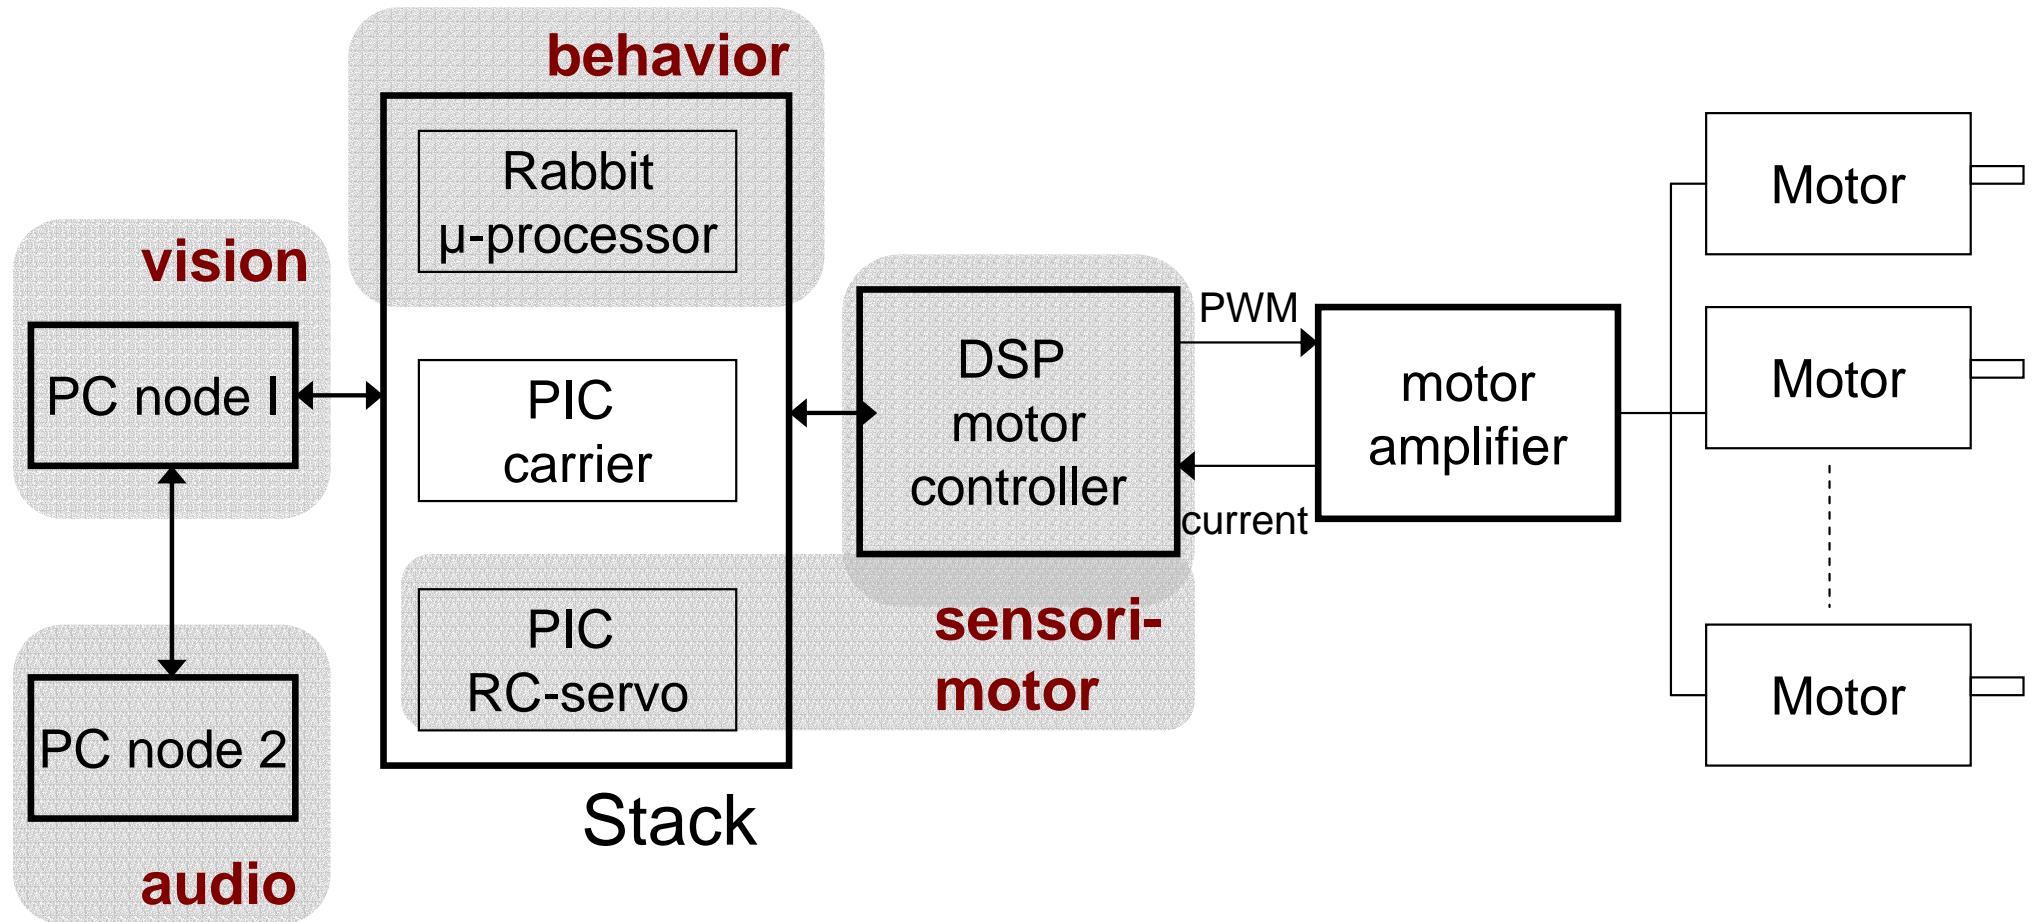 behavior
Rabbit
µ-processor
vision
PC node I
PIC
carrier
DSP
motor
controller
PWM
current
motor
amplifier
Motor
Motor
Motor
PIC
RC-servo
sensori-
motor
PC node 2
audio
Stack